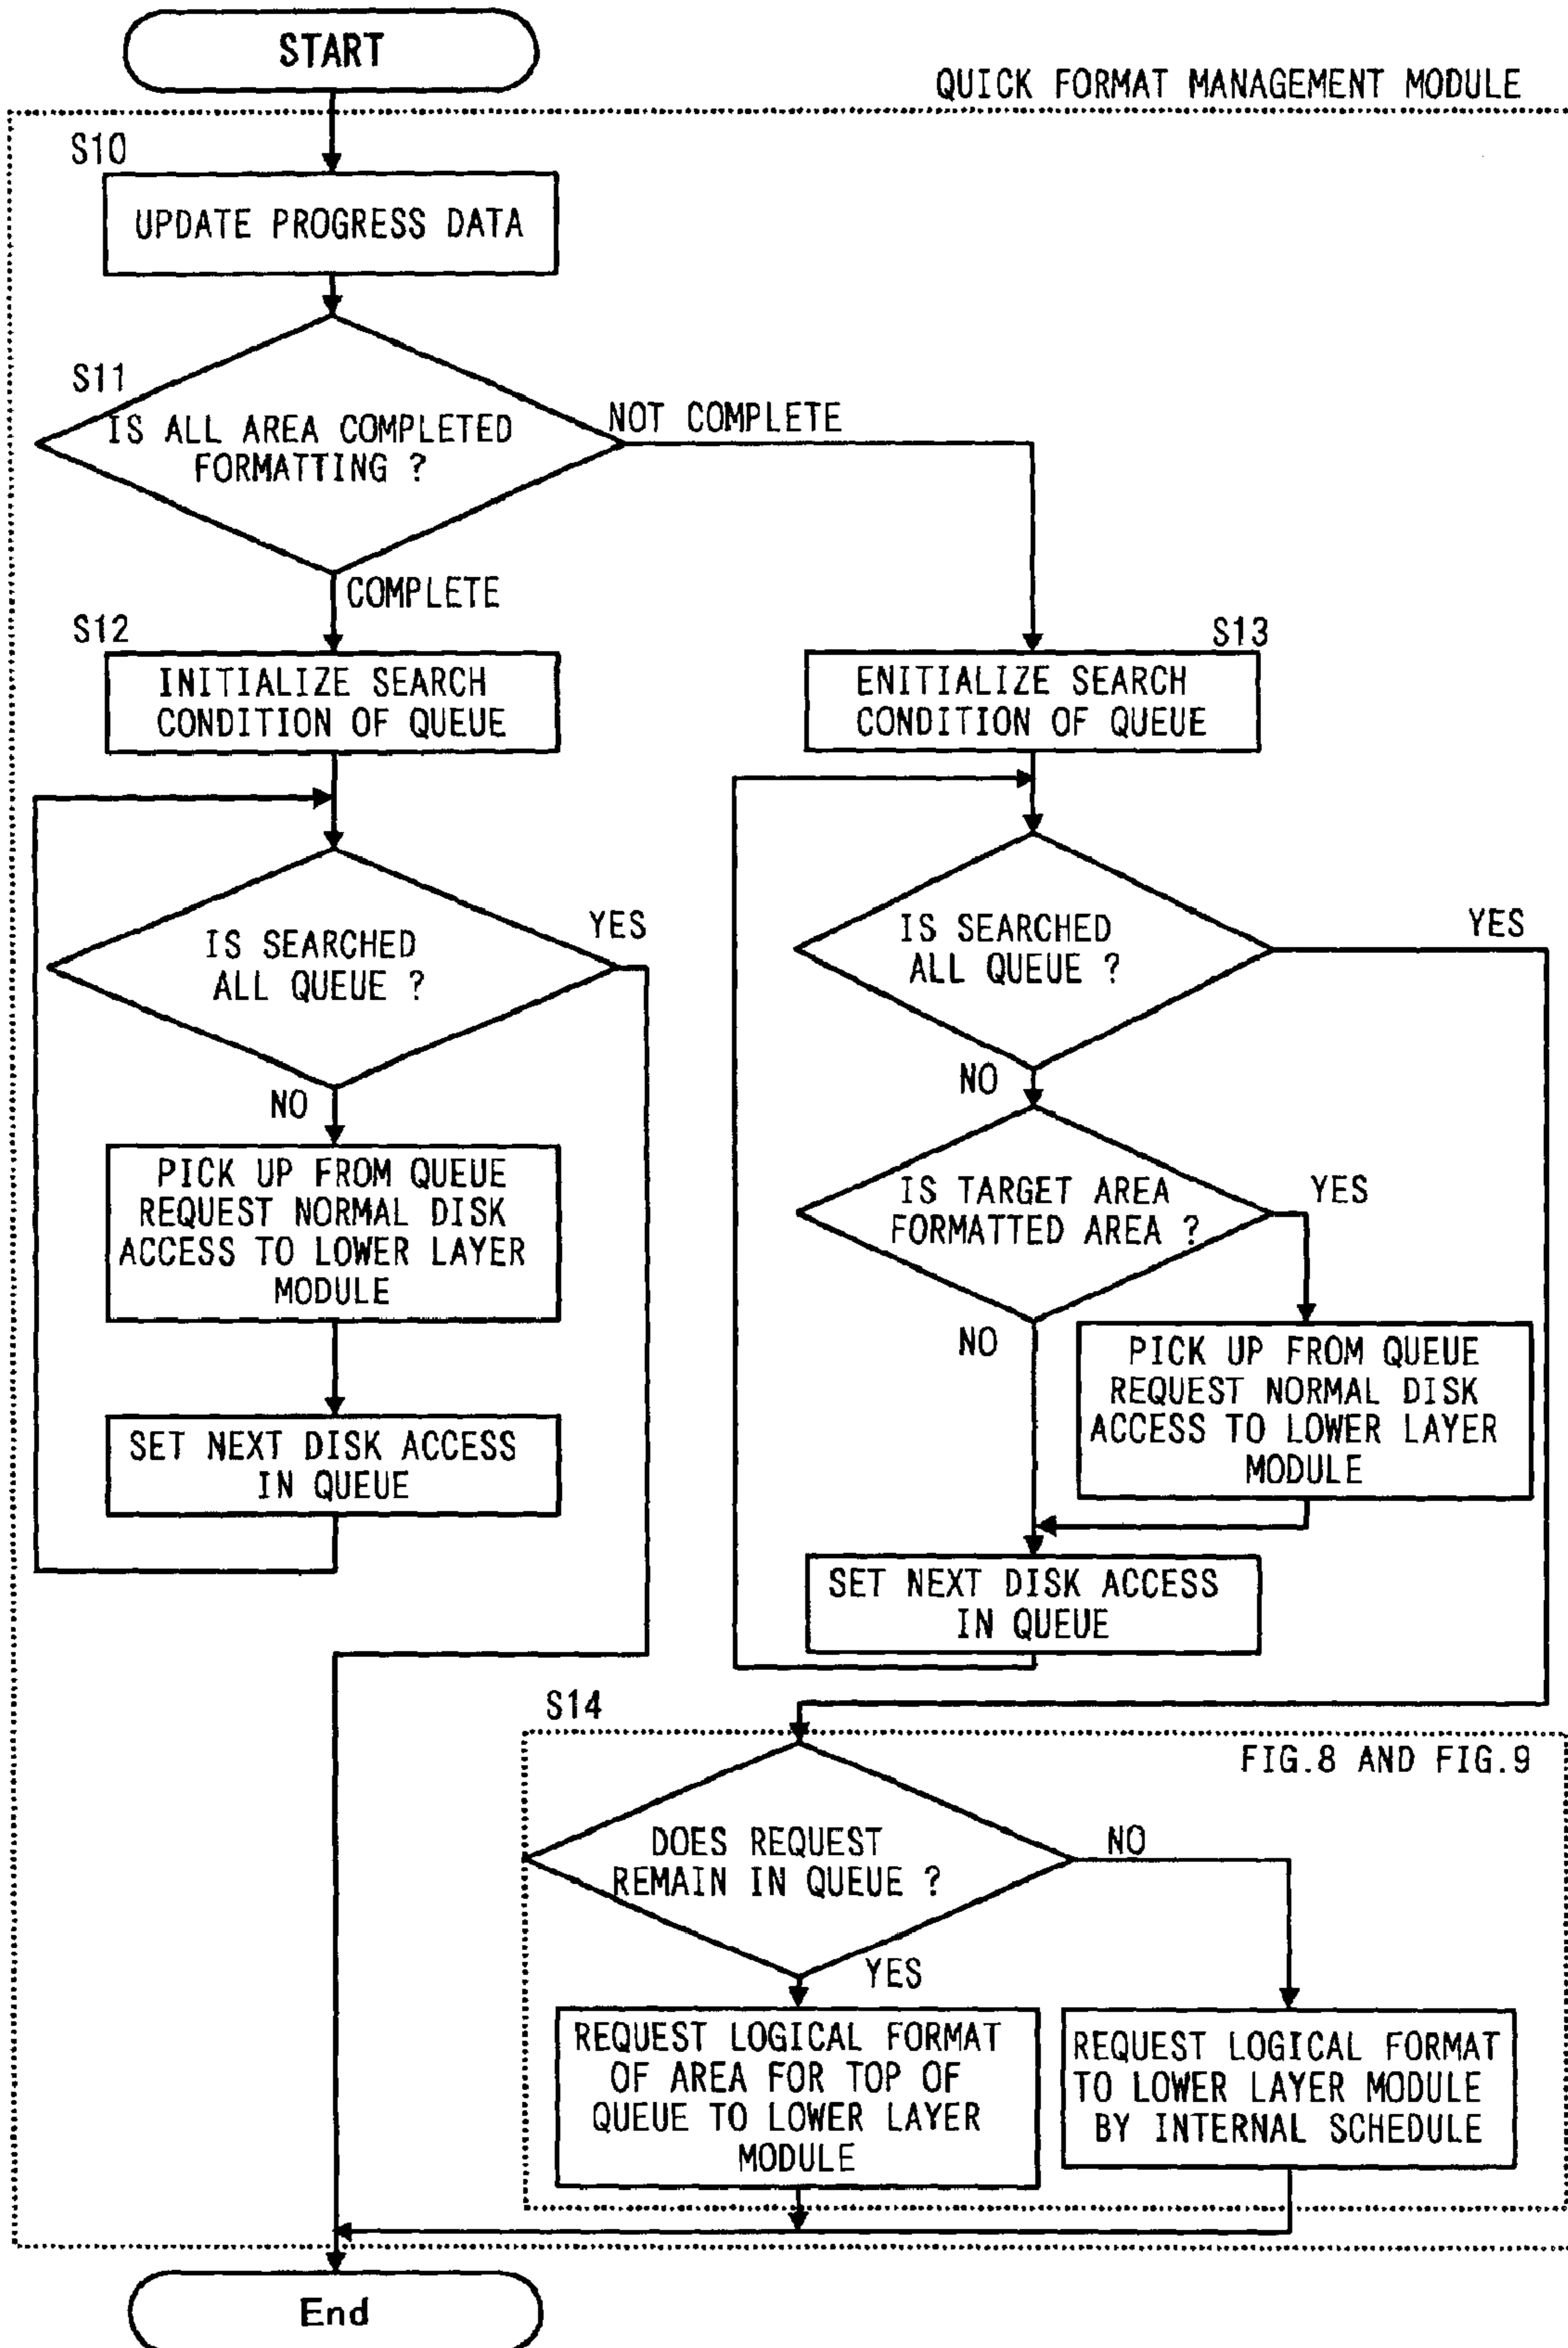 START
QUICK FORMAT MANAGEMENT MODULE
S10
UPDATE PROGRESS DATA
S11
IS ALL AREA COMPLETED
FORMATTING ?
NOT COMPLETE
COMPLETE
S12
INITIALIZE SEARCH
CONDITION OF QUEUE
S13
ENITIALIZE SEARCH
CONDITION OF QUEUE
IS SEARCHED
ALL QUEUE ?
YES
NO
PICK UP FROM QUEUE
REQUEST NORMAL DISK
ACCESS TO LOWER LAYER
MODULE
SET NEXT DISK ACCESS
IN QUEUE
IS SEARCHED
ALL QUEUE ?
YES
NO
IS TARGET AREA
FORMATTED AREA ?
YES
NO
PICK UP FROM QUEUE
REQUEST NORMAL DISK
ACCESS TO LOWER LAYER
MODULE
SET NEXT DISK ACCESS
IN QUEUE
S14
FIG.8 AND FIG.9
DOES REQUEST
REMAIN IN QUEUE ?
NO
YES
REQUEST LOGICAL FORMAT
OF AREA FOR TOP OF
QUEUE TO LOWER LAYER
MODULE
REQUEST LOGICAL FORMAT
TO LOWER LAYER MODULE
BY INTERNAL SCHEDULE
End